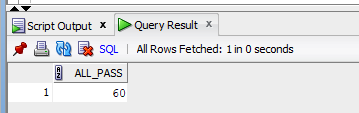 Script Output x Query Result x
SQL | All Rows Fetched: 1 in 0 seconds
ALL_PASS
1 60